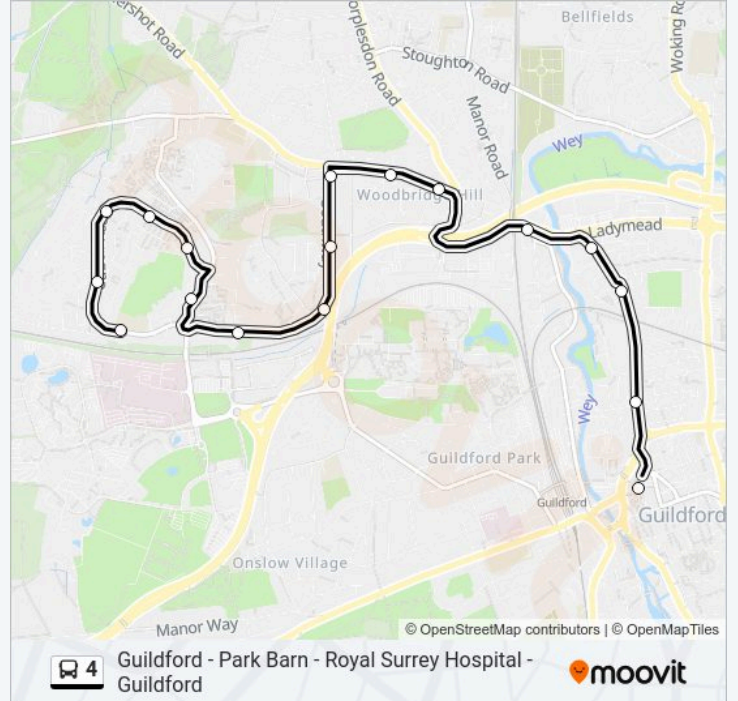 ershot Road
orplesdon Road
Bellfields
Woking Ro
Stoughton Road
Manor Road
Wey
Woodbridge Hill
Ladymead
Wey
Guildford Park
Guildford
Guildford
Onslow Village
Manor Way
© OpenStreetMap contributors | © OpenMapTiles
4
Guildford - Park Barn - Royal Surrey Hospital -
Guildford
moovit